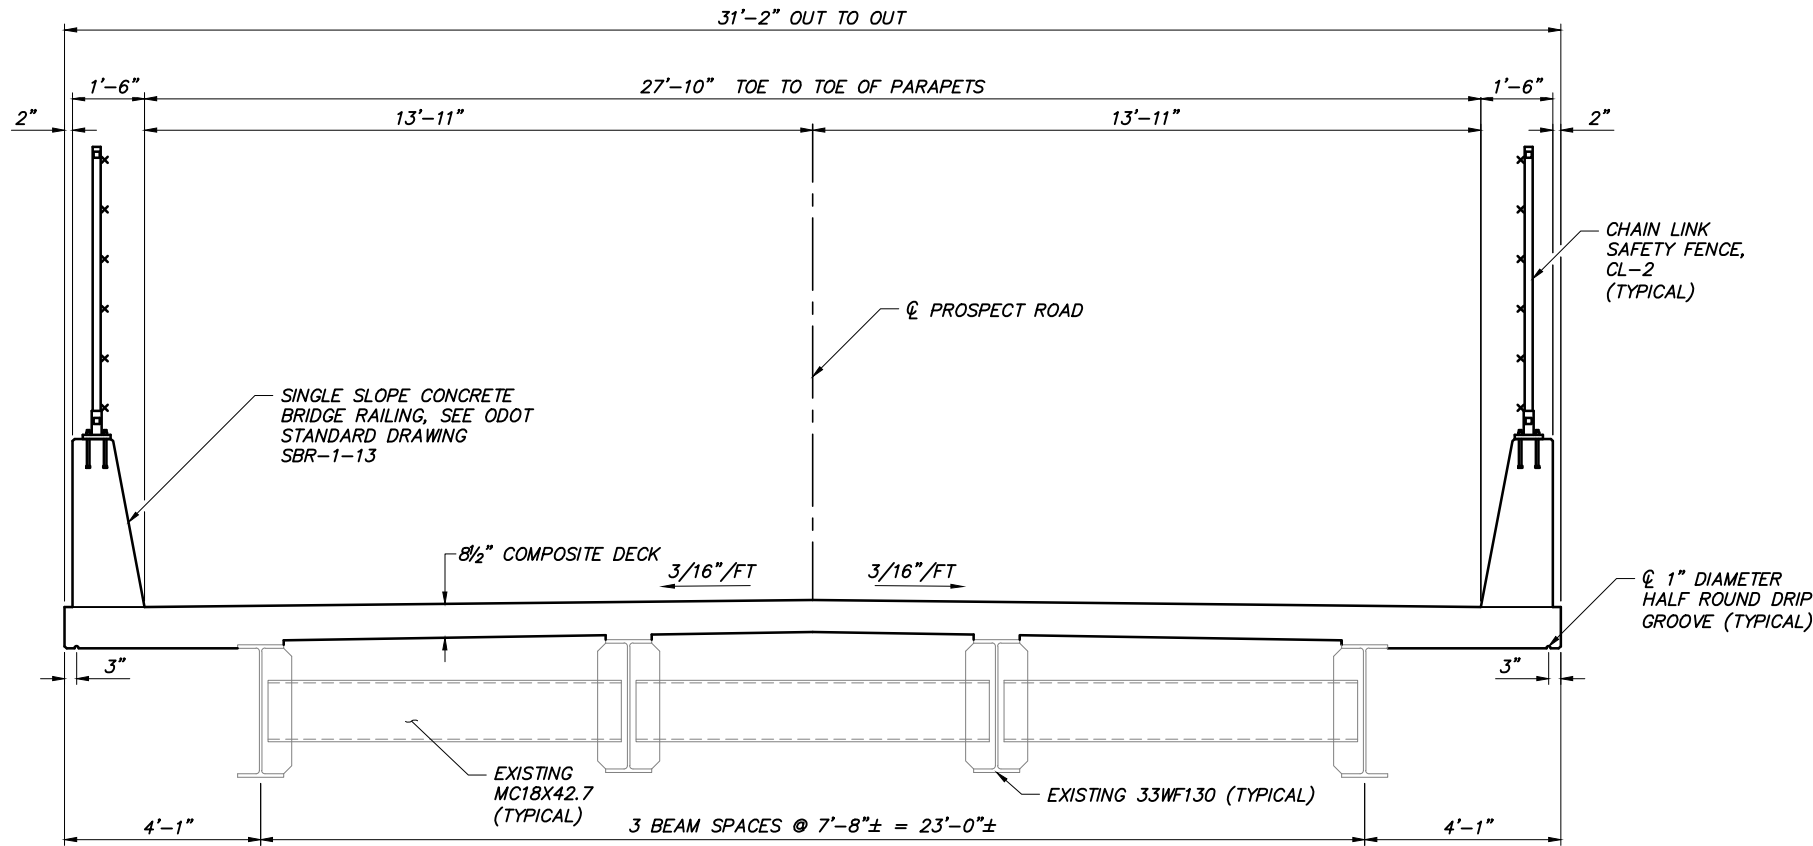 31'-2" OUT TO OUT
1'-6"
27'-10" TOE TO TOE OF PARAPETS
1'-6"
2"
13'-11"
13'-11"
2"
CHAIN LINK
SAFETY FENCE,
CL-2
(TYPICAL)
℄ PROSPECT ROAD
SINGLE SLOPE CONCRETE
BRIDGE RAILING, SEE ODOT
STANDARD DRAWING
SBR-1-13
8½" COMPOSITE DECK
3/16"/FT
3/16"/FT
℄ 1" DIAMETER
HALF ROUND DRIP
GROOVE (TYPICAL)
3"
3"
EXISTING
MC18X42.7
(TYPICAL)
EXISTING 33WF130 (TYPICAL)
4'-1"
3 BEAM SPACES @ 7'-8"± = 23'-0"±
4'-1"